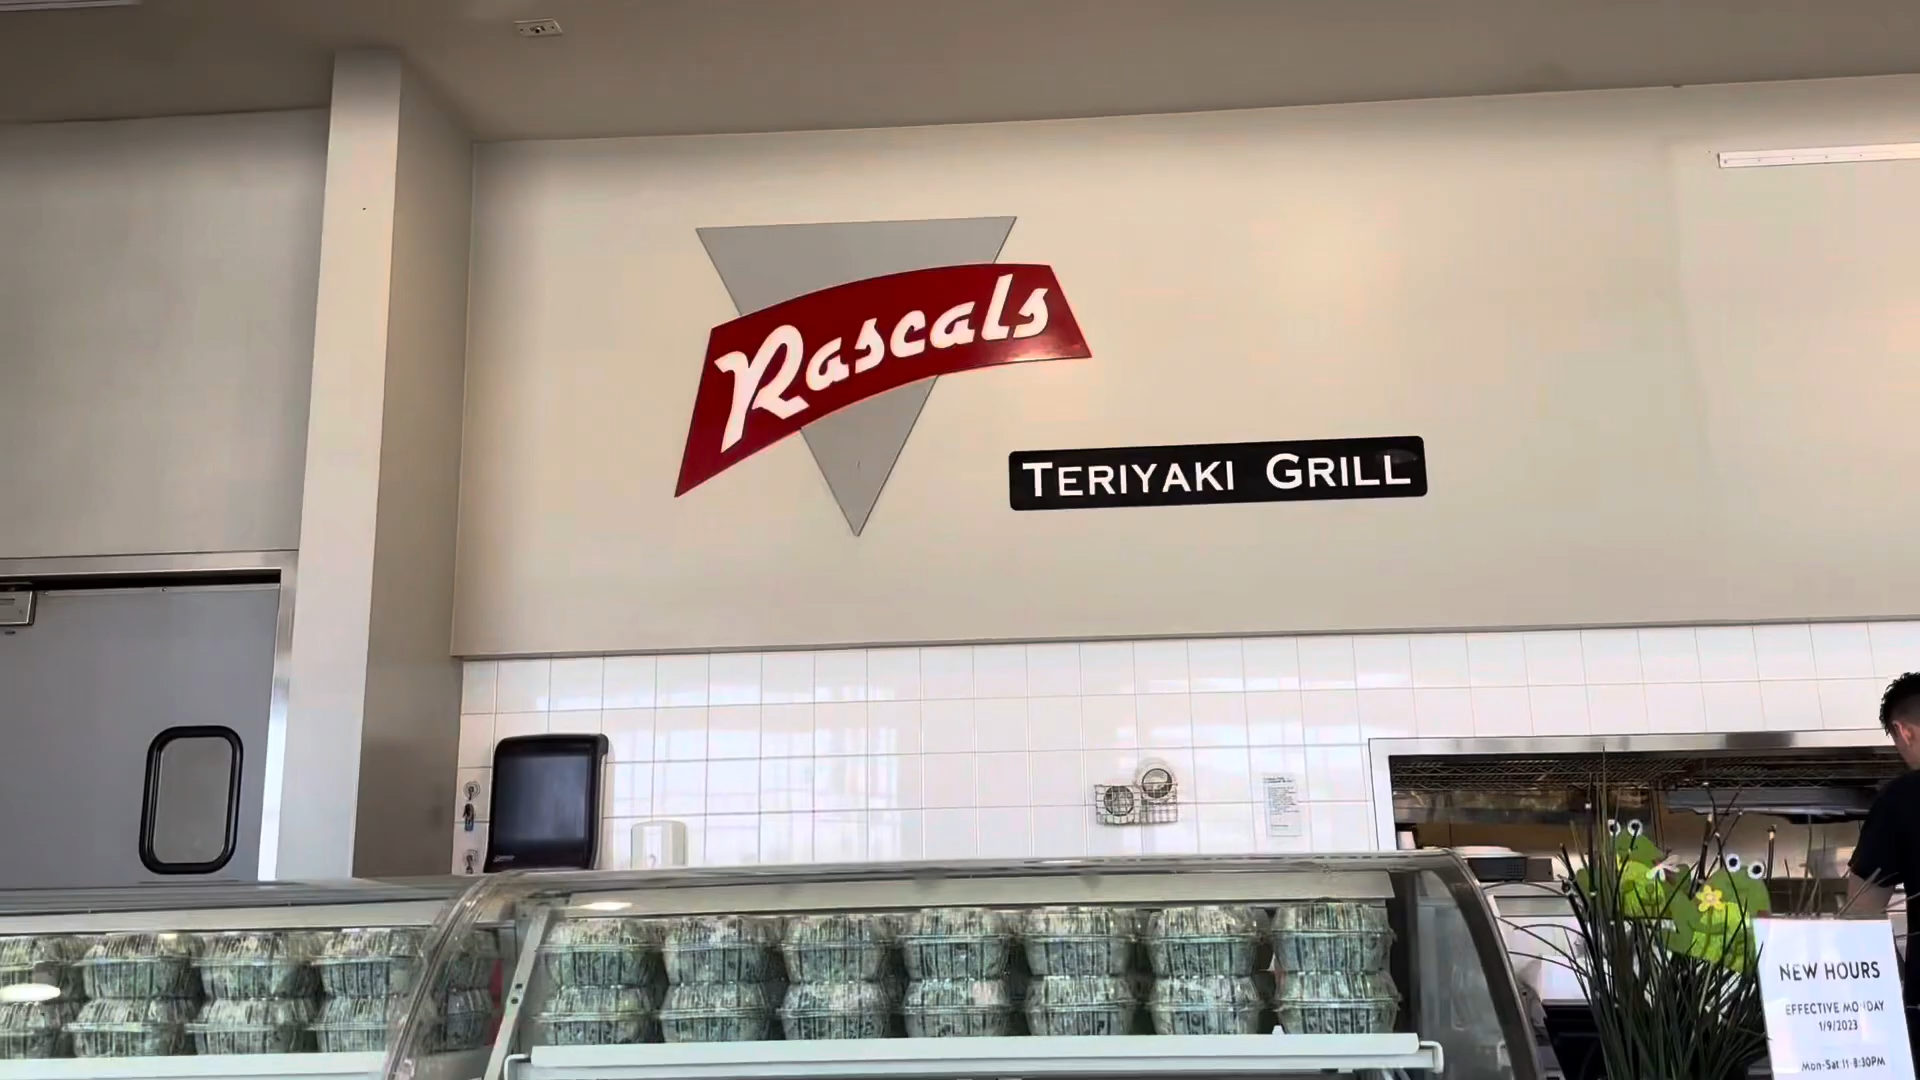 Rascals
TERIYAKI GRILL
NEW HOURS
EFFECTIVE MONDAY
1/9/2023
Mon-Sat 11-8:30PM